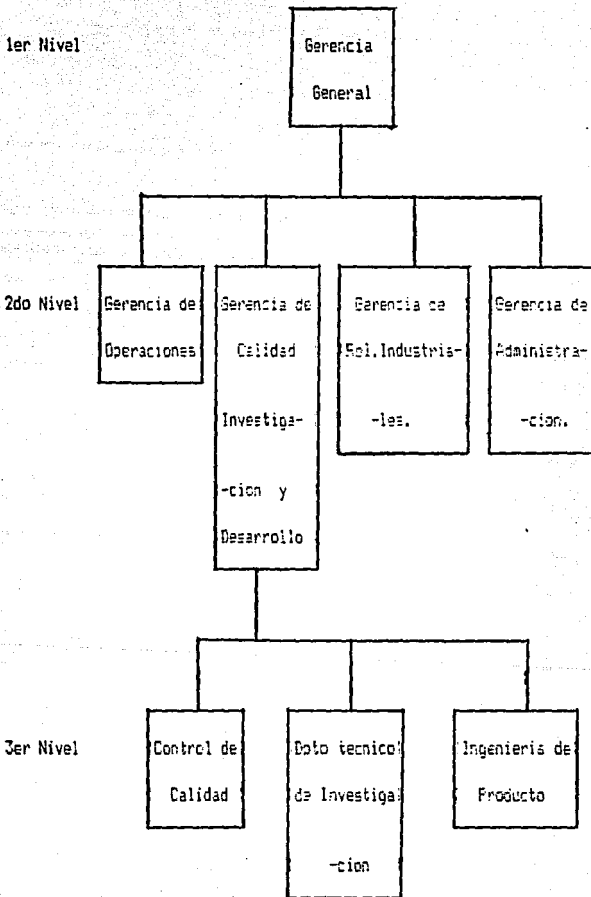 1er Nivel
Gerencia
General
2do Nivel
Gerencia de
Operaciones
Gerencia de
Calidad
Investiga-
-cion y
Desarrollo
Gerencia de
Rel.Industria-
-les.
Gerencia de
Administra-
-cion.
3er Nivel
Control de
Calidad
Dpto tecnico
de Investiga
-cion
Ingenieria de
Producto